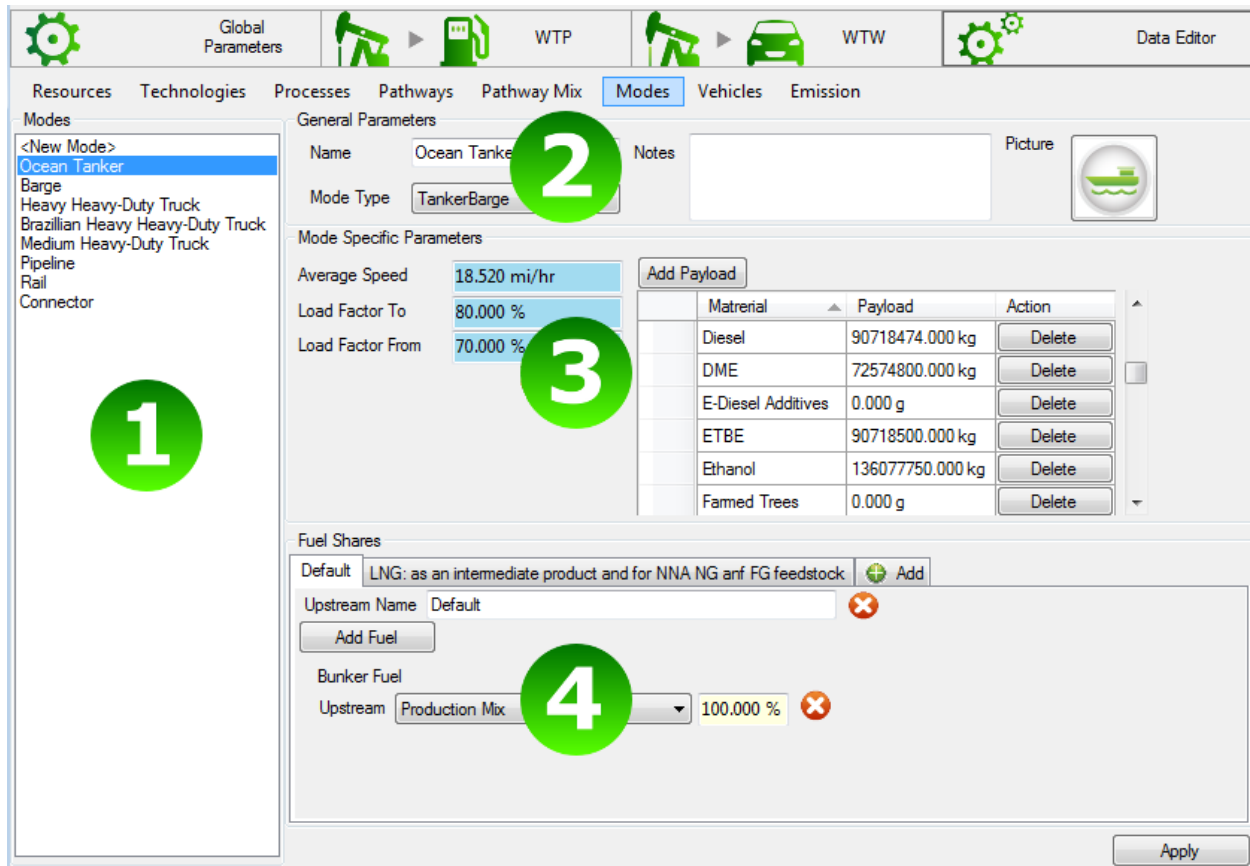 Global
Parameters
WTP
WTW
Data Editor
Resources Technologies Processes Pathways Pathway Mix Modes Vehicles Emission
Modes
<New Mode>
Ocean Tanker
Barge
Heavy Heavy-Duty Truck
Brazillian Heavy Heavy-Duty Truck
Medium Heavy-Duty Truck
Pipeline
Rail
Connector
1
General Parameters
Name Ocean Tanke
Mode Type TankerBarge
2
Notes
Picture
Mode Specific Parameters
Average Speed 18.520 mi/hr
Load Factor To 80.000 %
Load Factor From 70.000 %
3
Add Payload
Matrerial Payload Action
Diesel 90718474.000 kg Delete
DME 72574800.000 kg Delete
E-Diesel Additives 0.000 g Delete
ETBE 90718500.000 kg Delete
Ethanol 136077750.000 kg Delete
Farmed Trees 0.000 g Delete
Fuel Shares
Default LNG: as an intermediate product and for NNA NG anf FG feedstock Add
Upstream Name Default
Add Fuel
Bunker Fuel
Upstream Production Mix 100.000 %
4
Apply